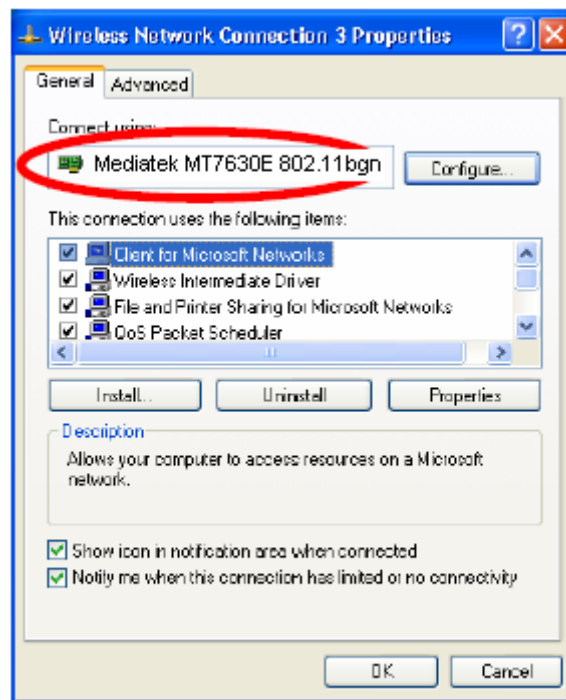 Wireless Network Connection 3 Properties
General
Advanced
Connect using:
Mediatek MT7630E 802.11bgn
Configure...
This connection uses the following items:
Client for Microsoft Networks
Wireless Intermediate Driver
File and Printer Sharing for Microsoft Networks
QoS Packet Scheduler
Install...
Uninstall
Properties
Description
Allows your computer to access resources on a Microsoft
network.
Show icon in notification area when connected
Notify me when this connection has limited or no connectivity
OK
Cancel